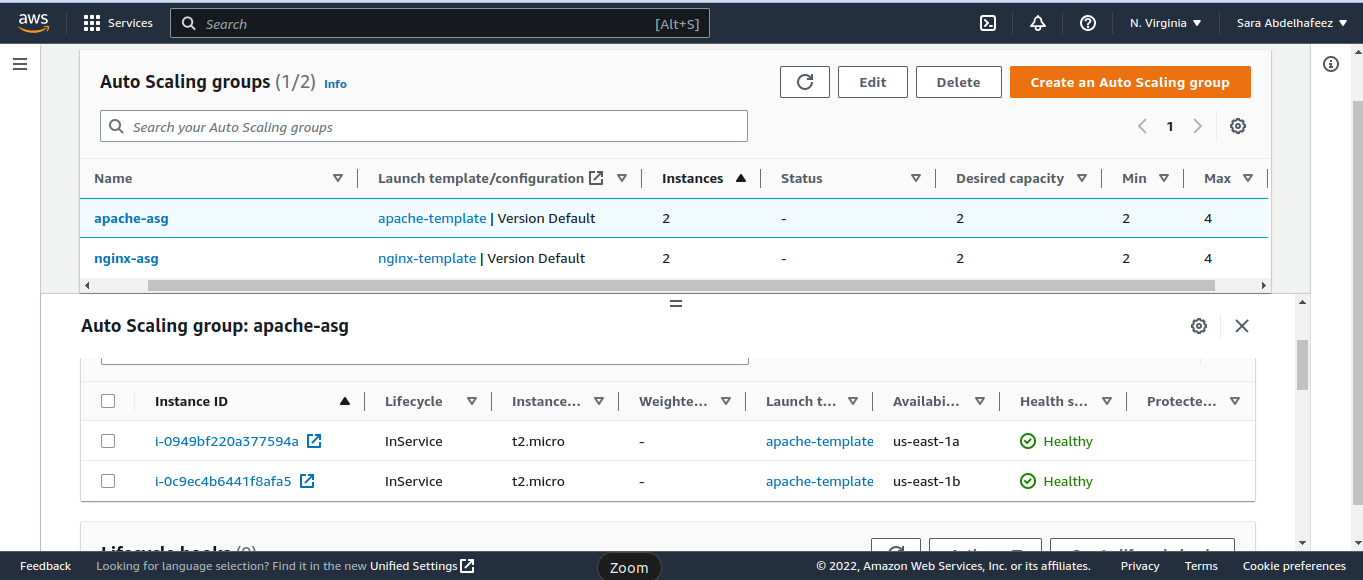 aws Services Search [Alt+S] N. Virginia Sara Abdelhafeez
Auto Scaling groups (1/2) Info Edit Delete Create an Auto Scaling group
Search your Auto Scaling groups 1
Name Launch template/configuration Instances Status Desired capacity Min Max
apache-asg apache-template | Version Default 2 - 2 2 4
nginx-asg nginx-template | Version Default 2 - 2 2 4
Auto Scaling group: apache-asg
Instance ID Lifecycle Instance... Weighte... Launch t... Availabi... Health s... Protecte...
i-0949bf220a377594a InService t2.micro - apache-template us-east-1a Healthy
i-0c9ec4b6441f8afa5 InService t2.micro - apache-template us-east-1b Healthy
Lifecycle hooks (0)
Feedback Looking for language selection? Find it in the new Unified Settings Zoom © 2022, Amazon Web Services, Inc. or its affiliates. Privacy Terms Cookie preferences